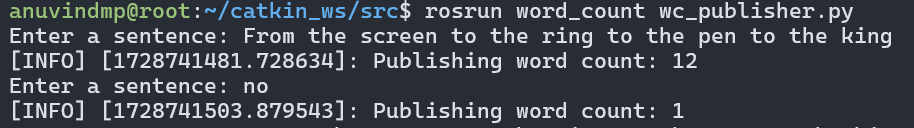 anuvindmp@root:~/catkin_ws/src$ rosrun word_count wc_publisher.py
Enter a sentence: From the screen to the ring to the pen to the king
[INFO] [1728741481.728634]: Publishing word count: 12
Enter a sentence: no
[INFO] [1728741503.879543]: Publishing word count: 1